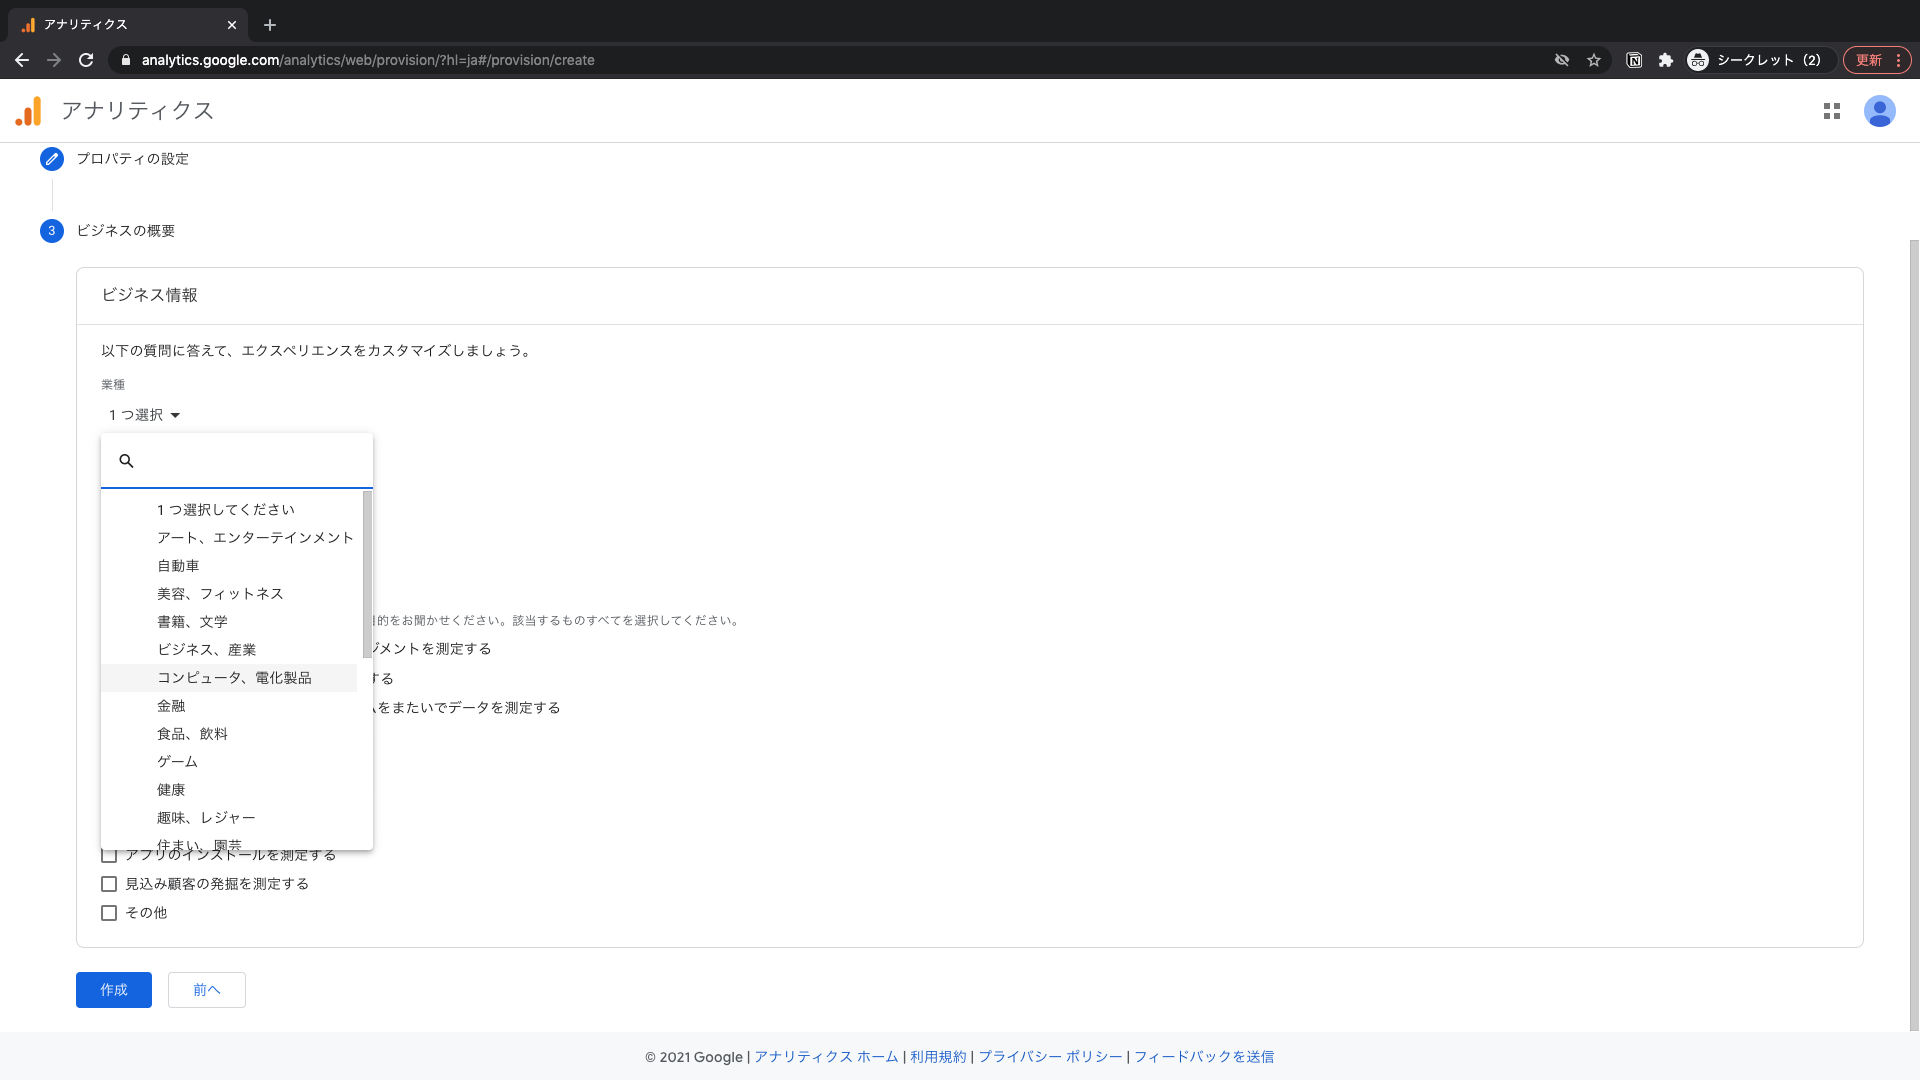 アナリティクス
analytics.google.com/analytics/web/provision/?hl=ja#/provision/create
シークレット（2）
更新
アナリティクス
プロパティの設定
3 ビジネスの概要
ビジネス情報
以下の質問に答えて、エクスペリエンスをカスタマイズしましょう。
業種
1 つ選択
1 つ選択してください
アート、エンターテインメント
自動車
美容、フィットネス
書籍、文学
的をお聞かせください。該当するものすべてを選択してください。
ビジネス、産業
ジメントを測定する
コンピュータ、電化製品
する
金融
をまたいでデータを測定する
食品、飲料
ゲーム
健康
趣味、レジャー
住まい、園芸
アプリのインストールを測定する
見込み顧客の発掘を測定する
その他
作成 前へ
© 2021 Google | アナリティクス ホーム | 利用規約 | プライバシー ポリシー | フィードバックを送信